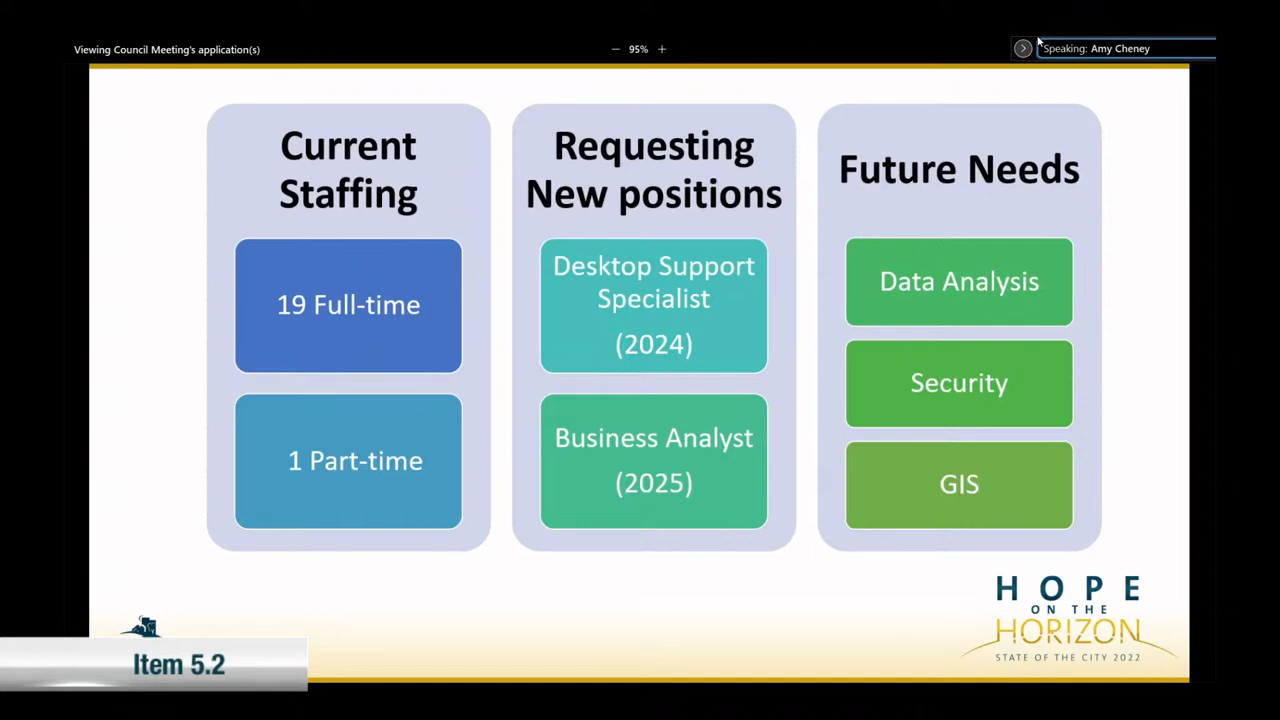 Viewing Council Meeting's application(s)
− 95% +
Speaking: Amy Cheney
Current
Staffing
19 Full-time
1 Part-time
Requesting
New positions
Desktop Support
Specialist
(2024)
Business Analyst
(2025)
Future Needs
Data Analysis
Security
GIS
HOPE
ON THE
HORIZON
STATE OF THE CITY 2022
Item 5.2